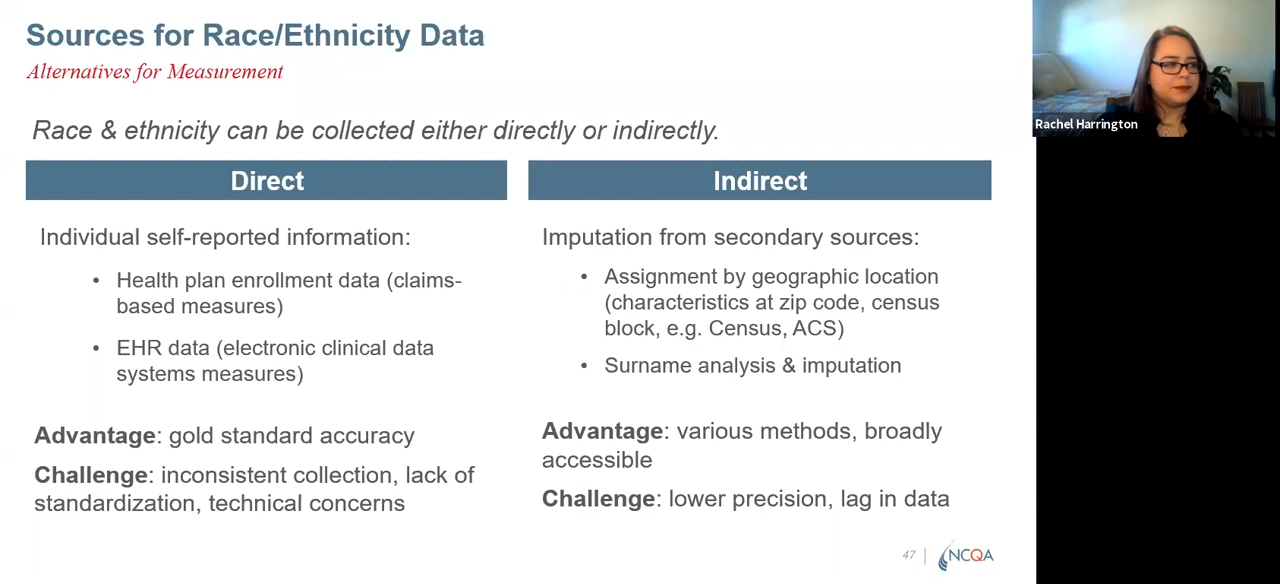 Sources for Race/Ethnicity Data
Alternatives for Measurement
Race & ethnicity can be collected either directly or indirectly.
Direct
Individual self-reported information:
• Health plan enrollment data (claims-
based measures)
• EHR data (electronic clinical data
systems measures)
Advantage: gold standard accuracy
Challenge: inconsistent collection, lack of
standardization, technical concerns
Indirect
Imputation from secondary sources:
• Assignment by geographic location
(characteristics at zip code, census
block, e.g. Census, ACS)
• Surname analysis & imputation
Advantage: various methods, broadly
accessible
Challenge: lower precision, lag in data
47
NCQA
Rachel Harrington